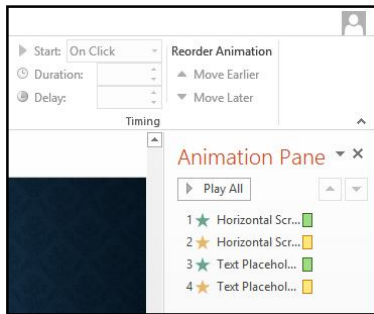 Start: On Click
Duration:
Delay:
Timing
Reorder Animation
Move Earlier
Move Later
Animation Pane
Play All
1 Horizontal Scr...
2 Horizontal Scr...
3 Text Placehol...
4 Text Placehol...